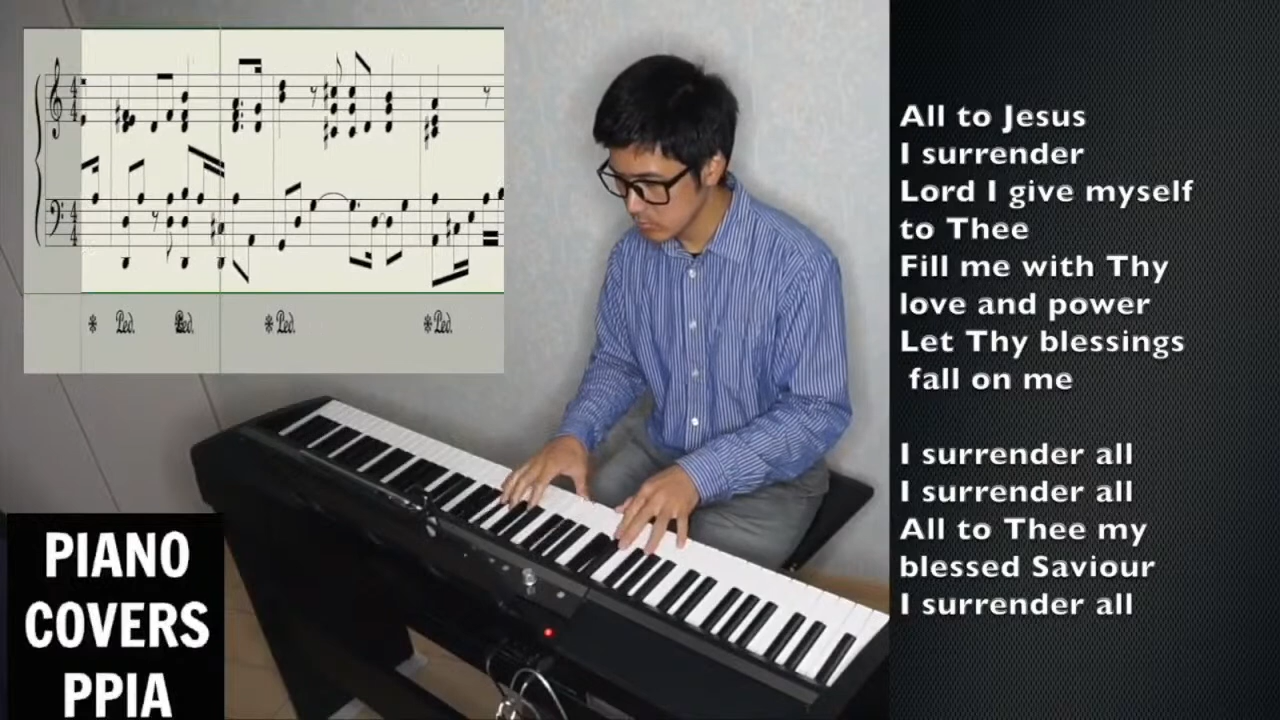 All to Jesus
I surrender
Lord I give myself
to Thee
Fill me with Thy
love and power
Let Thy blessings
fall on me
I surrender all
I surrender all
All to Thee my
blessed Saviour
I surrender all
PIANO
COVERS
PPIA